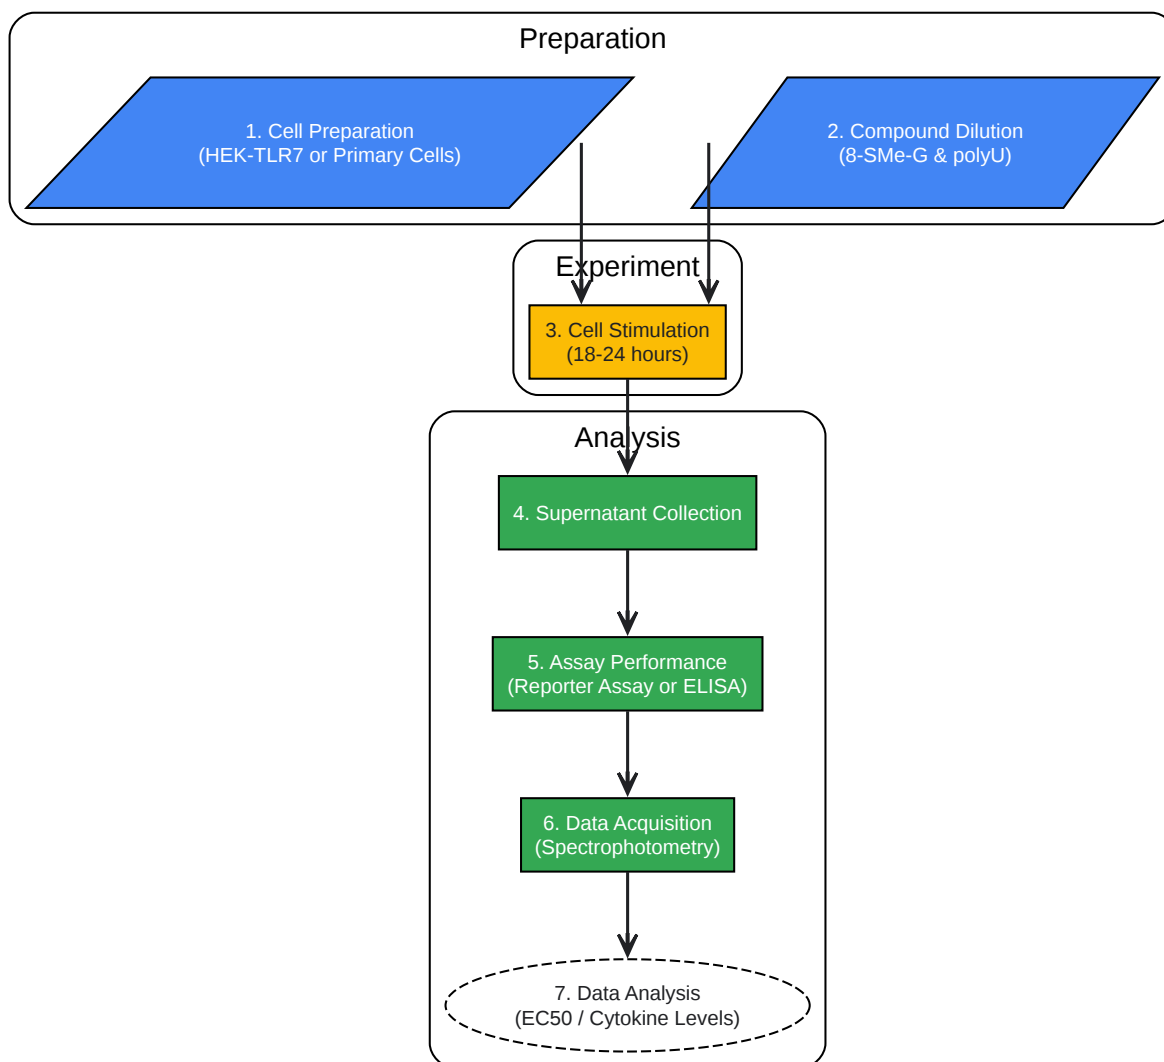 Preparation
1. Cell Preparation
(HEK-TLR7 or Primary Cells)
2. Compound Dilution
(8-SMe-G & polyU)
Experiment
3. Cell Stimulation
(18-24 hours)
Analysis
4. Supernatant Collection
5. Assay Performance
(Reporter Assay or ELISA)
6. Data Acquisition
(Spectrophotometry)
7. Data Analysis
(EC50 / Cytokine Levels)